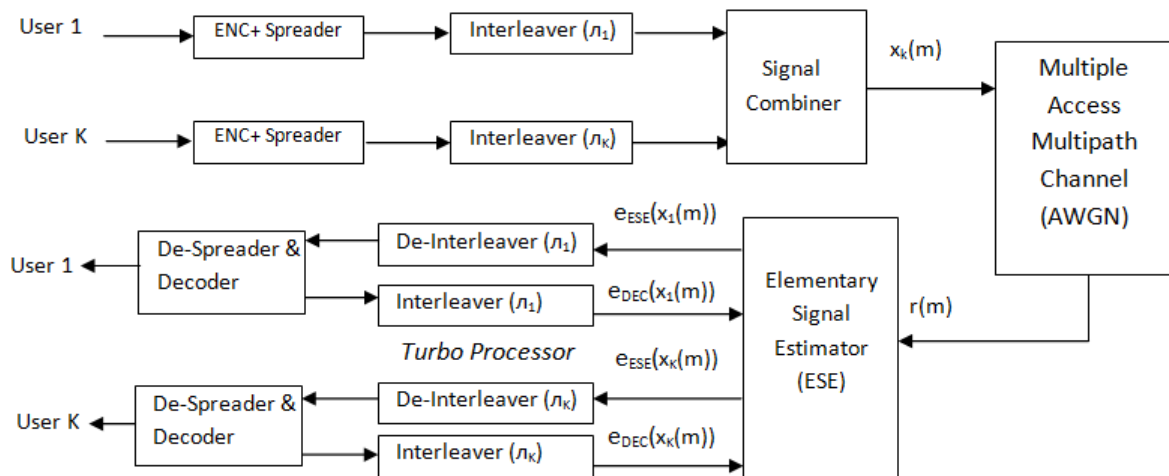 User 1
ENC+ Spreader
Interleaver (л₁)
Signal
Combiner
xₖ(m)
Multiple
Access
Multipath
Channel
(AWGN)
User K
ENC+ Spreader
Interleaver (лₖ)
eESE(x₁(m))
De-Interleaver (л₁)
De-Spreader &
Decoder
User 1
Interleaver (л₁)
eDEC(x₁(m))
Elementary
Signal
Estimator
(ESE)
r(m)
Turbo Processor
eESE(xₖ(m))
De-Interleaver (лₖ)
De-Spreader &
Decoder
User K
Interleaver (лₖ)
eDEC(xₖ(m))